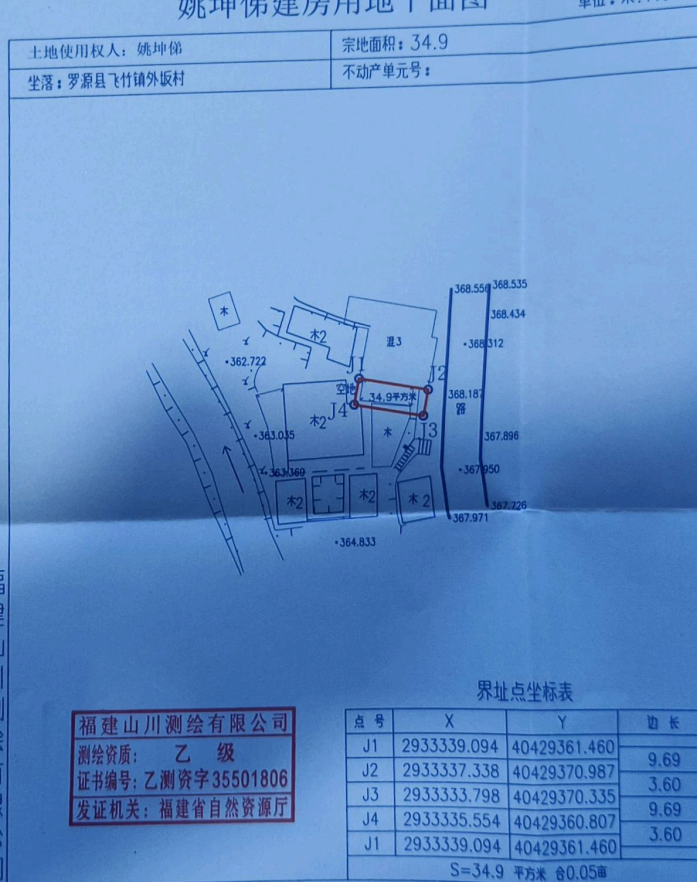 姚坤俤建房用地平面图
土地使用权人：姚坤俤
宗地面积：34.9
坐落：罗源县飞竹镇外坂村
不动产单元号：
368.550
368.535
368.434
木
木2
混3
368.312
362.722
J1
J2
空地
34.9平方米
368.187
路
J4
木2
J3
木
363.035
367.896
363.369
367.950
木2
木2
木2
367.726
367.971
364.833
界址点坐标表
点号 X Y 边长
J1 2933339.094 40429361.460
9.69
J2 2933337.338 40429370.987
3.60
J3 2933333.798 40429370.335
9.69
J4 2933335.554 40429360.807
3.60
J1 2933339.094 40429361.460
S=34.9 平方米 合0.05亩
福建山川测绘有限公司
测绘资质： 乙 级
证书编号：乙测资字35501806
发证机关：福建省自然资源厅